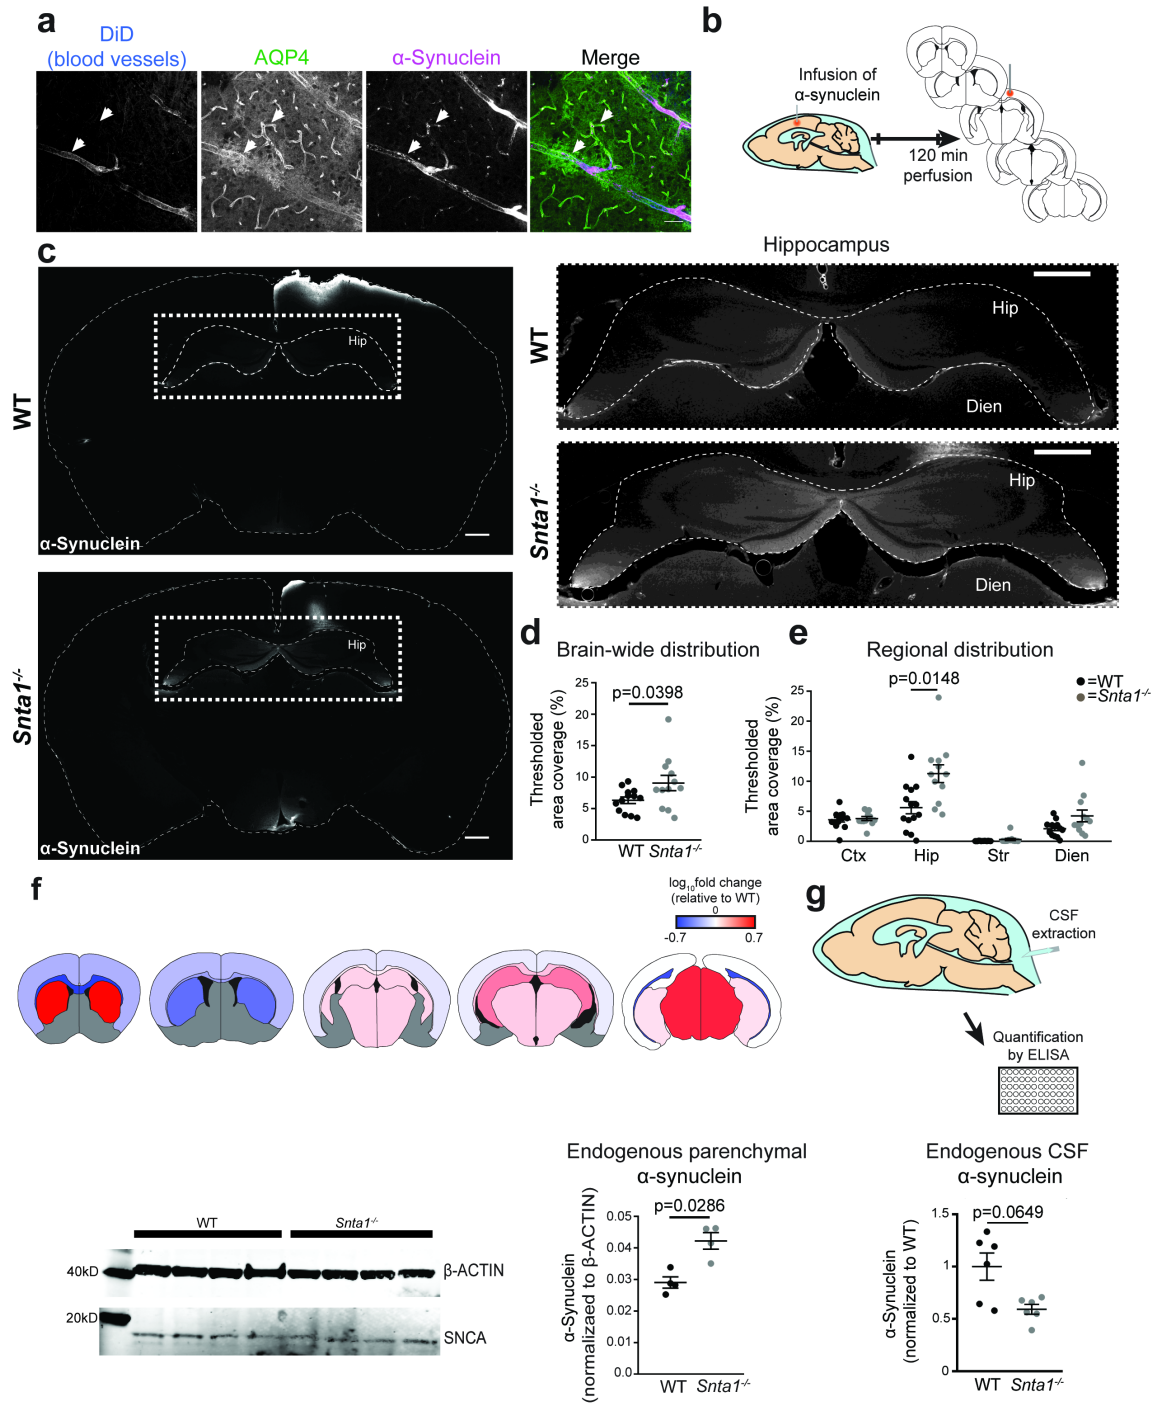 a
DiD
(blood vessels)
AQP4
α-Synuclein
Merge
b
Infusion of
α-synuclein
120 min
perfusion
c
WT
Hip
α-Synuclein
Snta1-/-
Hip
α-Synuclein
Hippocampus
WT
Hip
Dien
Snta1-/-
Hip
Dien
d
Brain-wide distribution
p=0.0398
Thresholded
area coverage (%)
25
20
15
10
5
0
WT Snta1-/-
e
Regional distribution
p=0.0148
=WT
=Snta1-/-
Thresholded
area coverage (%)
25
20
15
10
5
0
Ctx Hip Str Dien
f
log10fold change
(relative to WT)
0
-0.7 0.7
g
CSF
extraction
Quantification
by ELISA
WT Snta1-/-
40kD
β-ACTIN
20kD
SNCA
Endogenous parenchymal
α-synuclein
p=0.0286
α-Synuclein
(normalizaed to β-ACTIN)
0.05
0.04
0.03
0.02
0.01
0.0
WT Snta1-/-
Endogenous CSF
α-synuclein
p=0.0649
α-Synuclein
(normalized to WT)
1.5
1
0.5
0
WT Snta1-/-